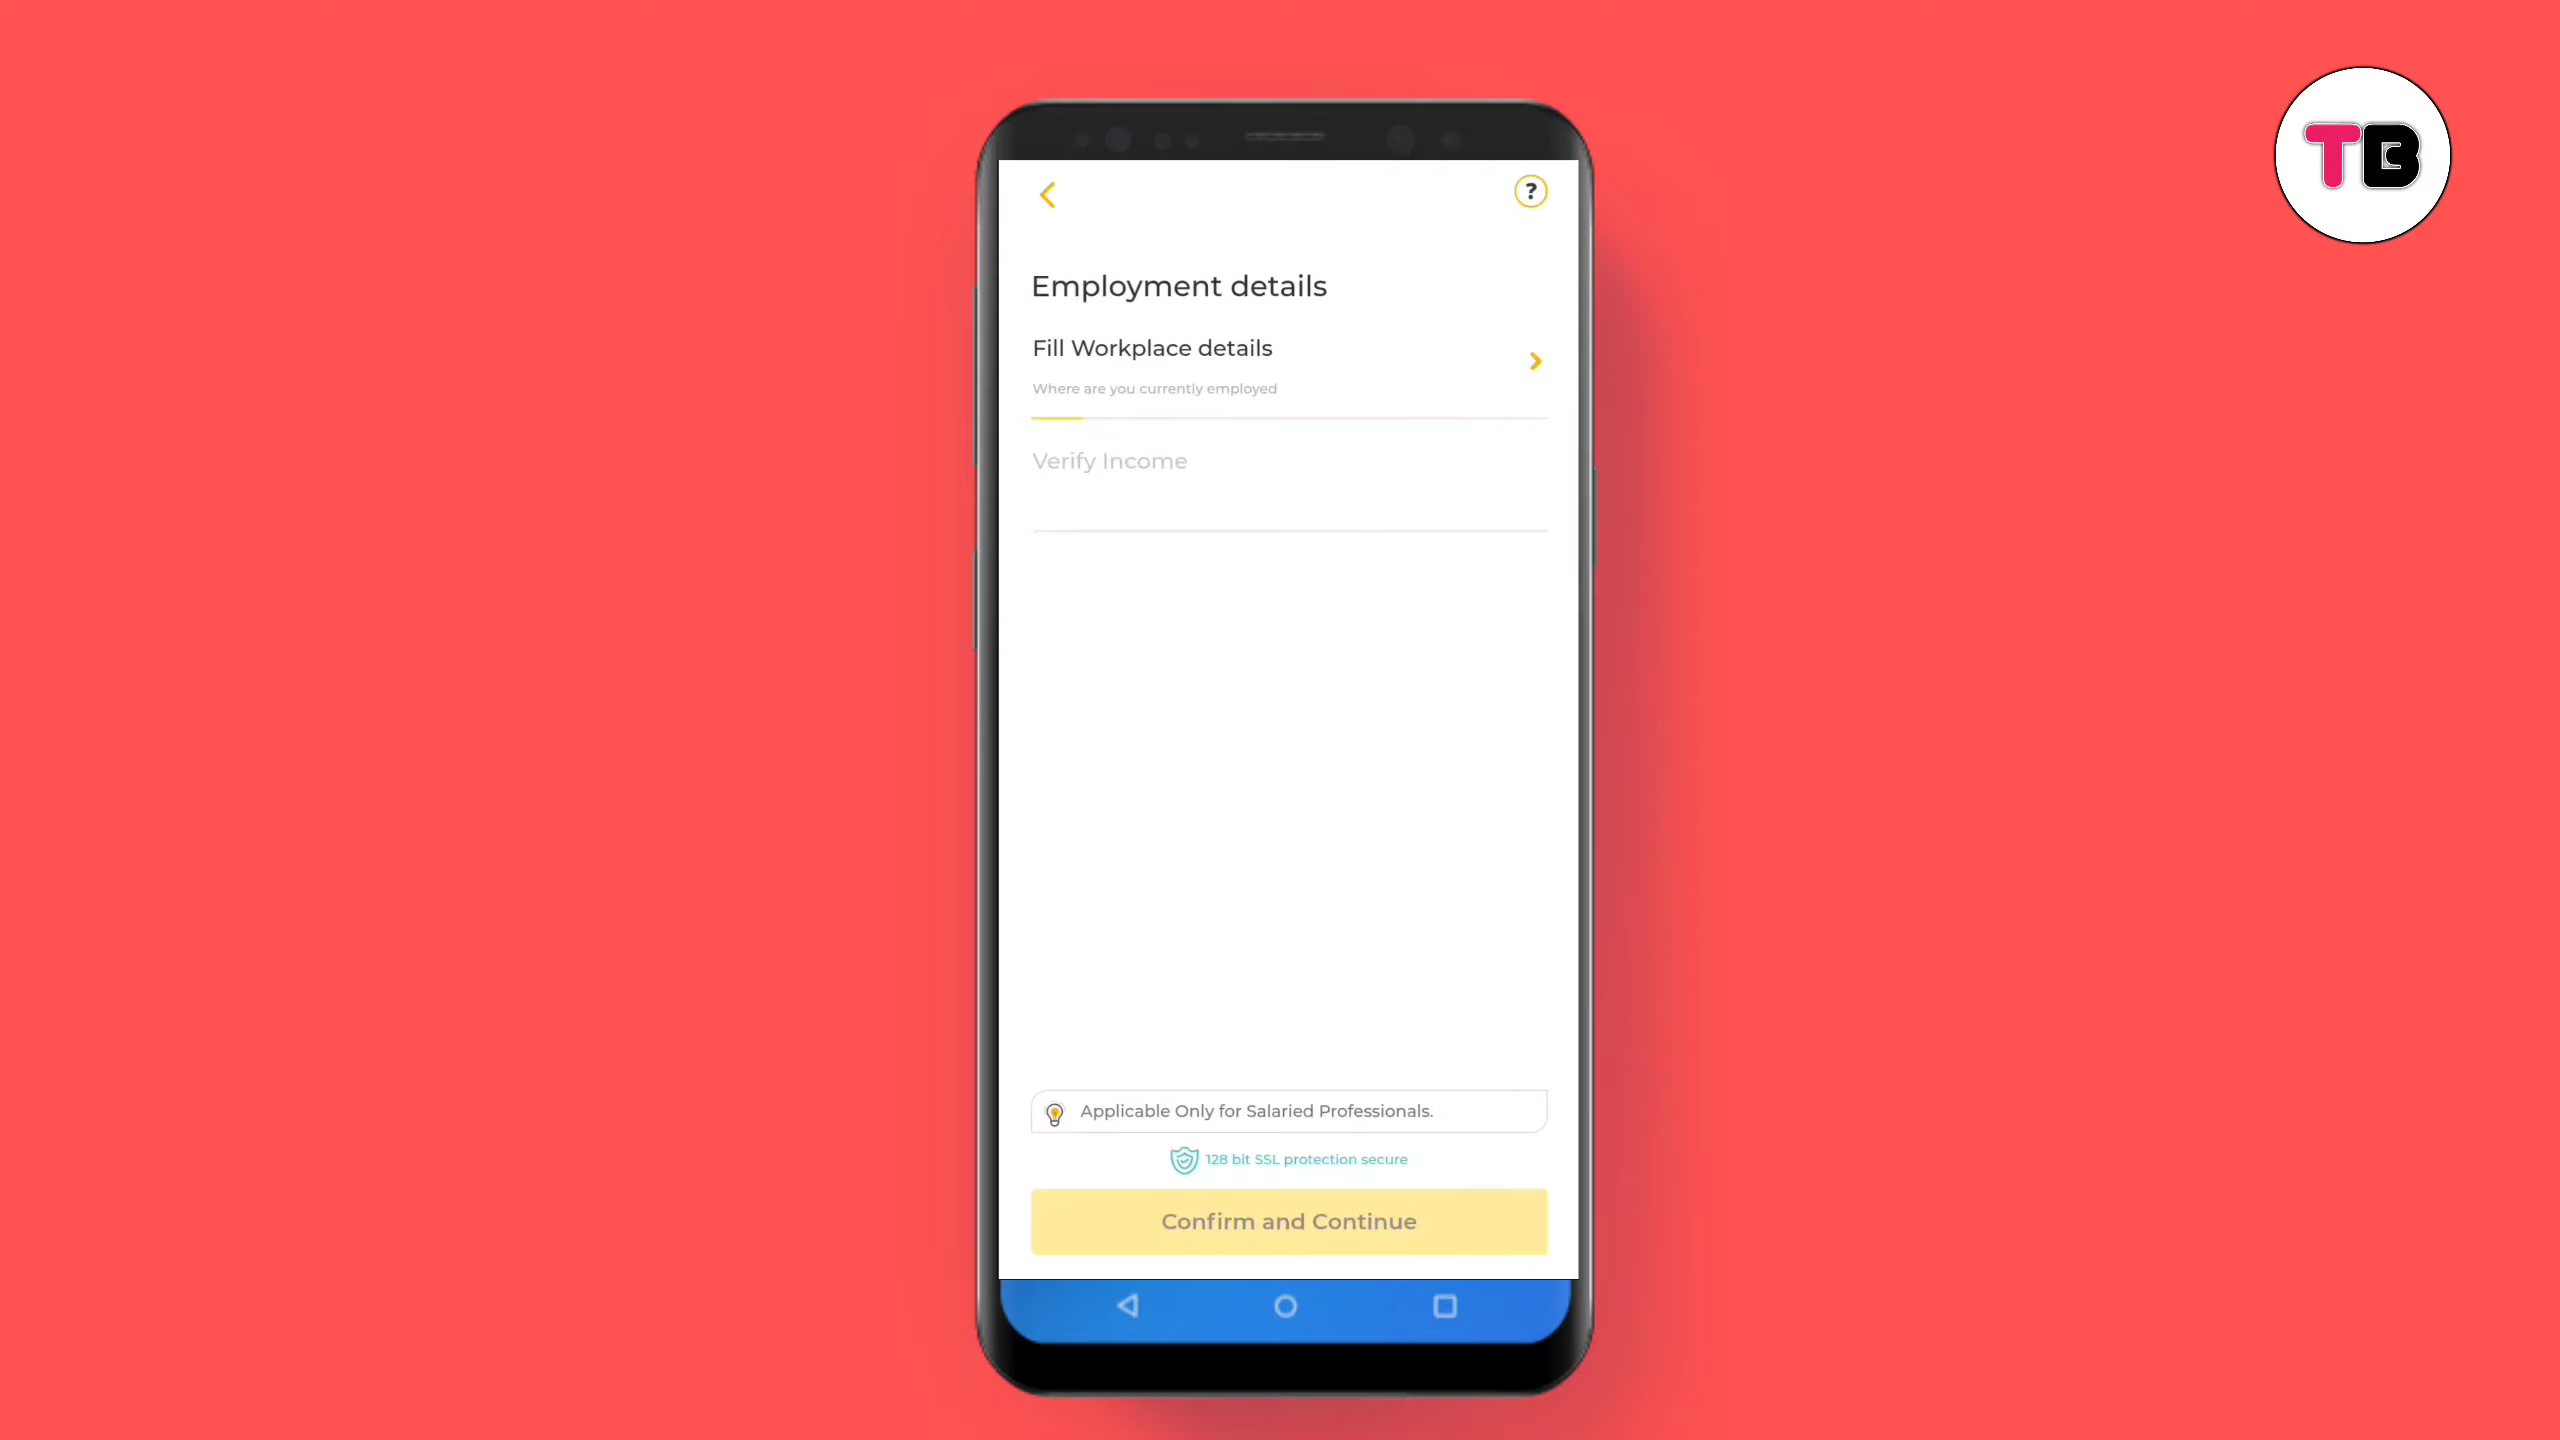 TB
?
Employment details
Fill Workplace details
Where are you currently employed
Verify Income
Applicable Only for Salaried Professionals.
128 bit SSL protection secure
Confirm and Continue